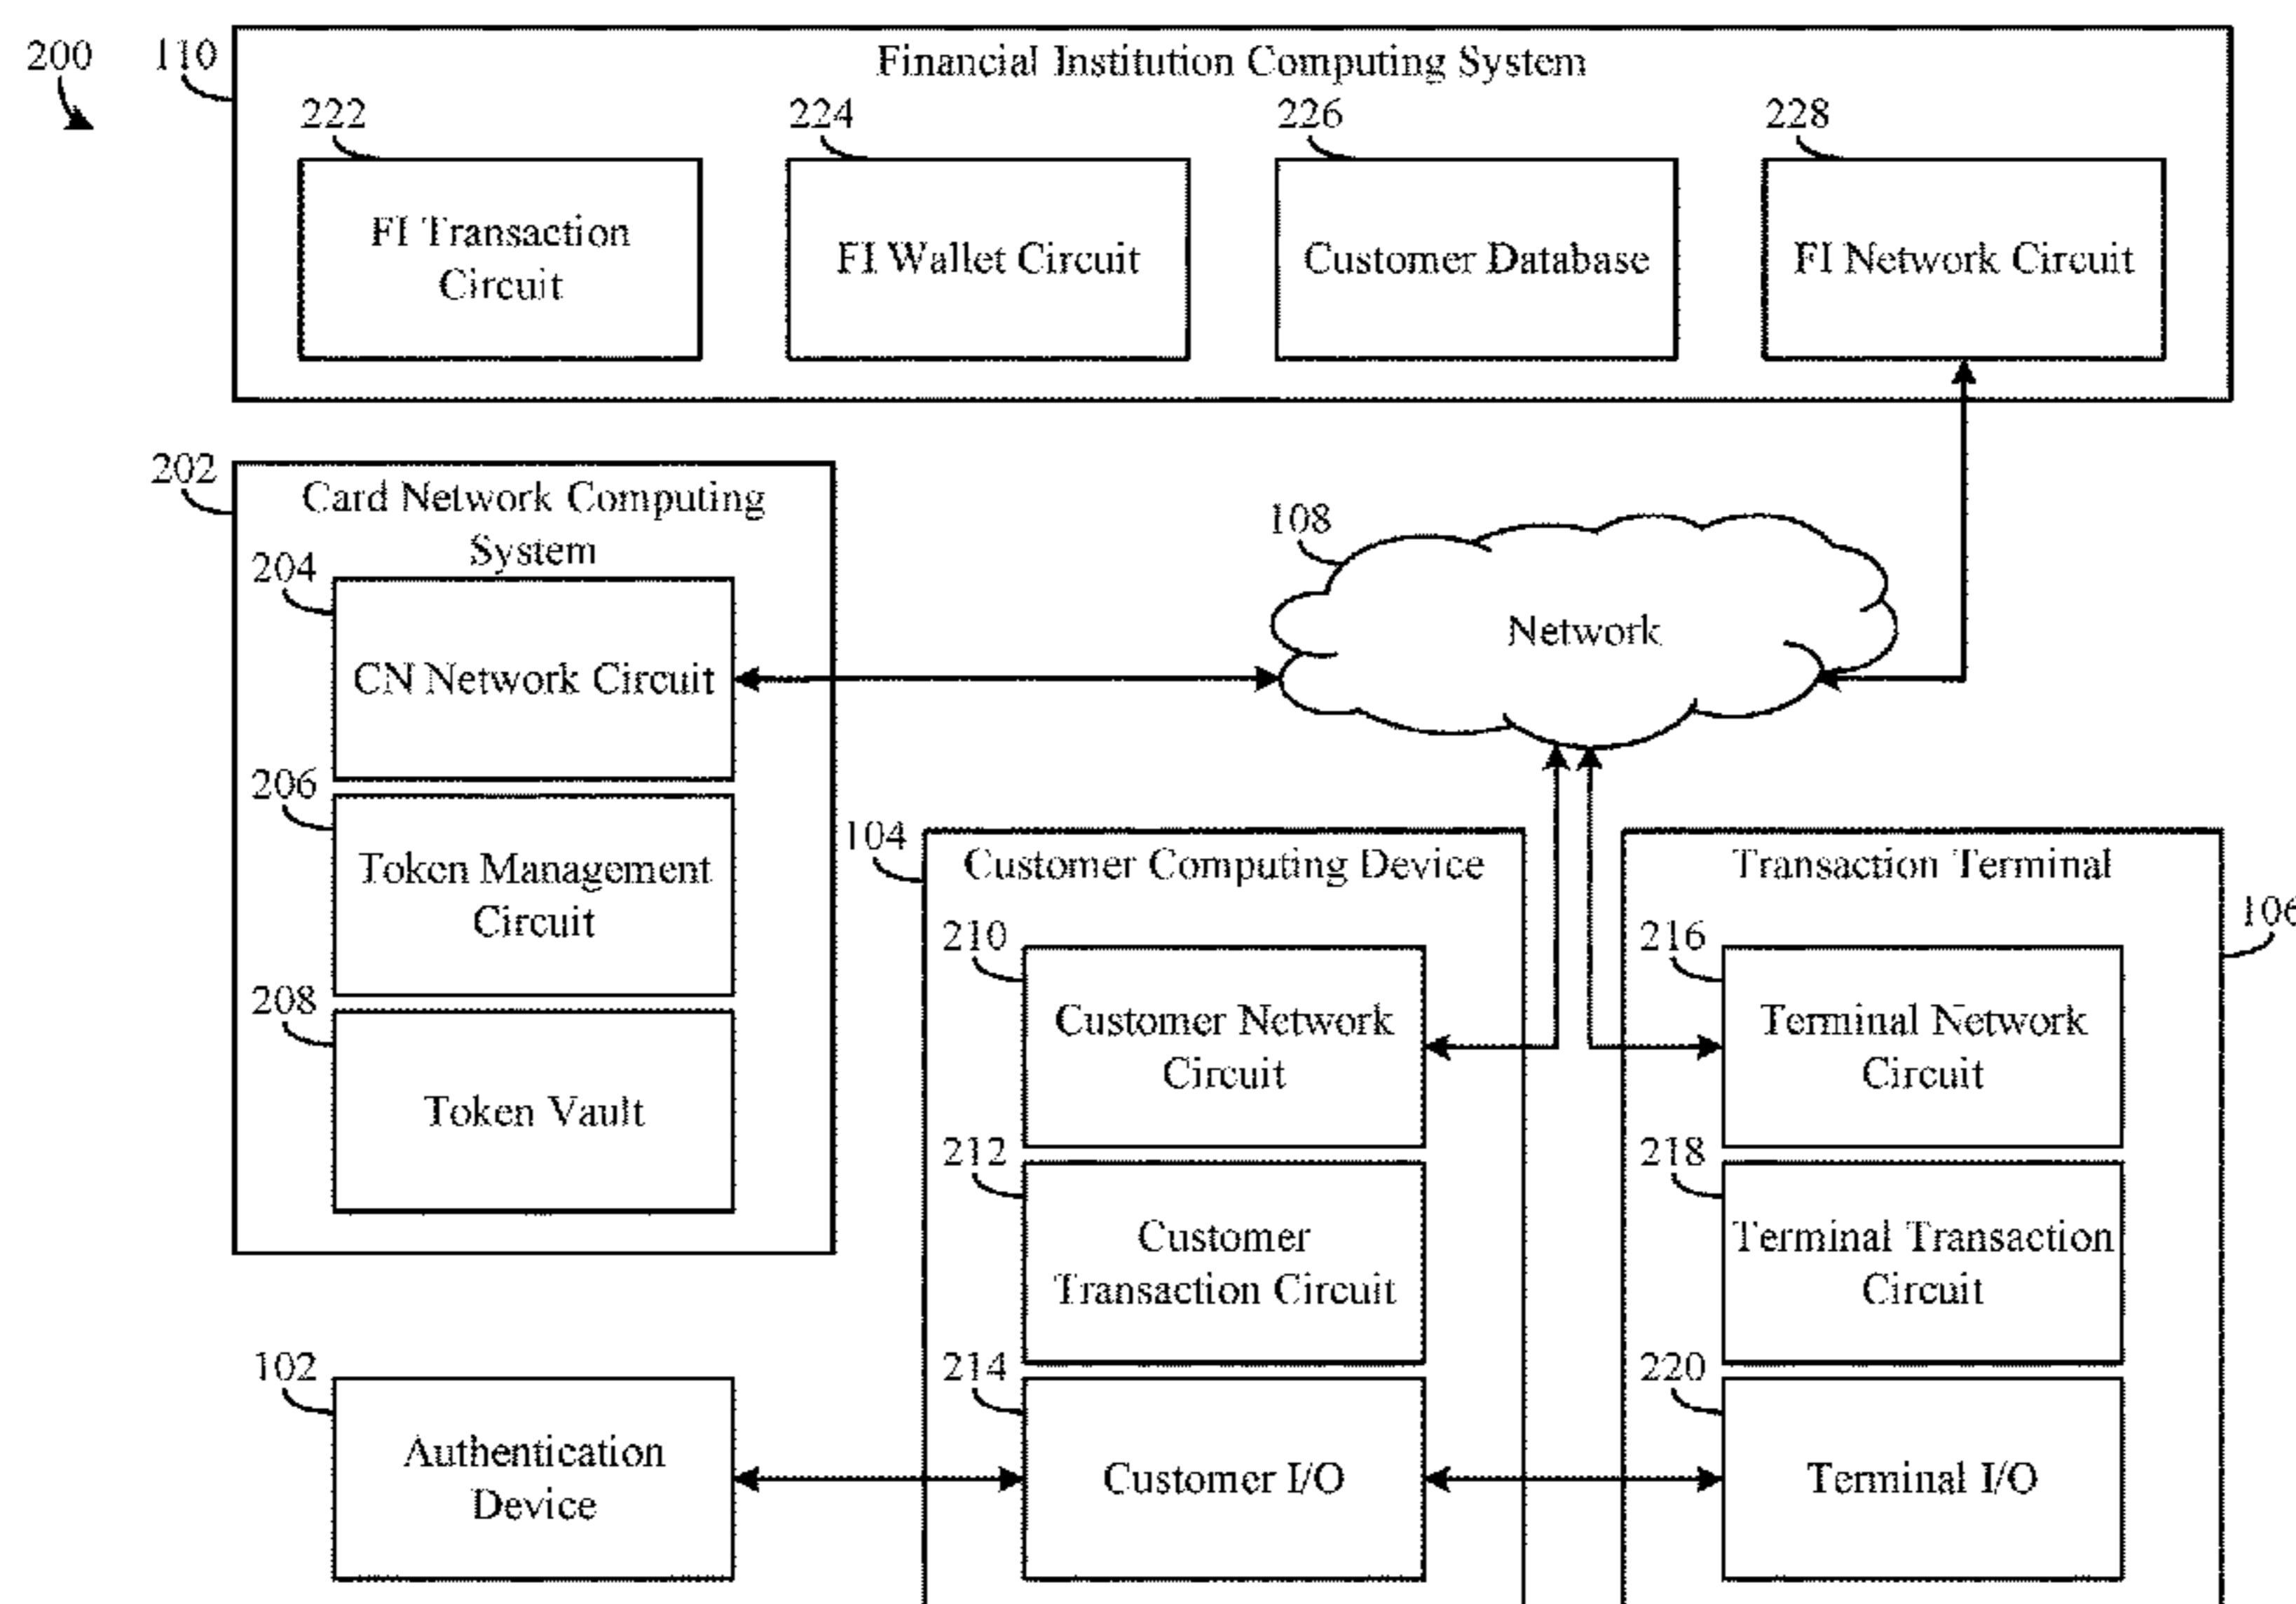 200
110
Financial Institution Computing System
222
224
226
228
FI Transaction
Circuit
FI Wallet Circuit
Customer Database
FI Network Circuit
202
Card Network Computing
System
108
Network
204
CN Network Circuit
206
Token Management
Circuit
208
Token Vault
104
Customer Computing Device
210
Customer Network
Circuit
212
Customer
Transaction Circuit
214
Customer I/O
Transaction Terminal
106
216
Terminal Network
Circuit
218
Terminal Transaction
Circuit
220
Terminal I/O
102
Authentication
Device